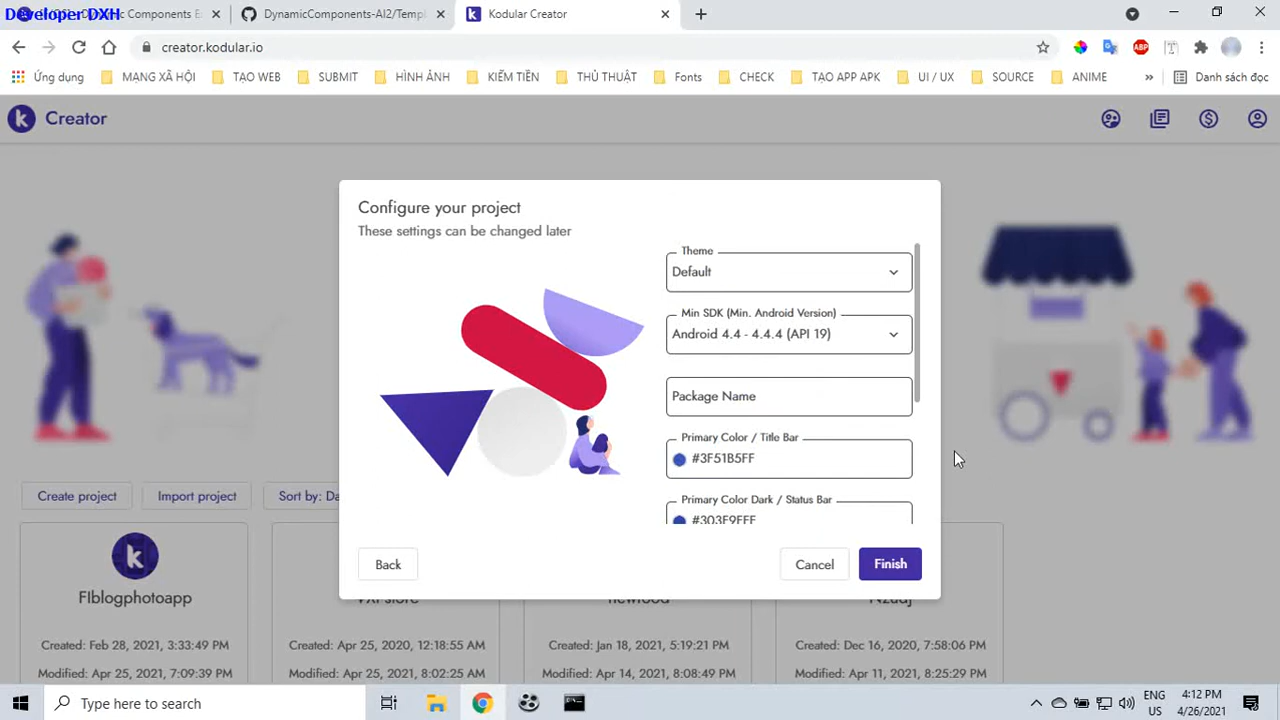 Developer DXH
Dynamic Components E
DynamicComponents-AI2/Templ
Kodular Creator
creator.kodular.io
Ứng dụng
MẠNG XÃ HỘI
TẠO WEB
SUBMIT
HÌNH ẢNH
KIẾM TIỀN
THỦ THUẬT
Fonts
CHECK
TẠO APP APK
UI / UX
SOURCE
ANIME
Danh sách đọc
Creator
Configure your project
These settings can be changed later
Theme
Default
Min SDK (Min. Android Version)
Android 4.4 - 4.4.4 (API 19)
Package Name
Primary Color / Title Bar
#3F51B5FF
Primary Color Dark / Status Bar
#303F9FFF
Back
Cancel
Finish
Create project
Import project
Sort by: Da
FIblogphotoapp
Created: Feb 28, 2021, 3:33:49 PM
Modified: Apr 25, 2021, 7:09:39 PM
Created: Apr 25, 2020, 12:18:55 AM
Modified: Apr 25, 2021, 8:02:25 AM
Created: Jan 18, 2021, 5:19:21 PM
Modified: Apr 14, 2021, 8:08:49 PM
Created: Dec 16, 2020, 7:58:06 PM
Modified: Apr 11, 2021, 8:25:29 PM
Type here to search
ENG
US
4:12 PM
4/26/2021